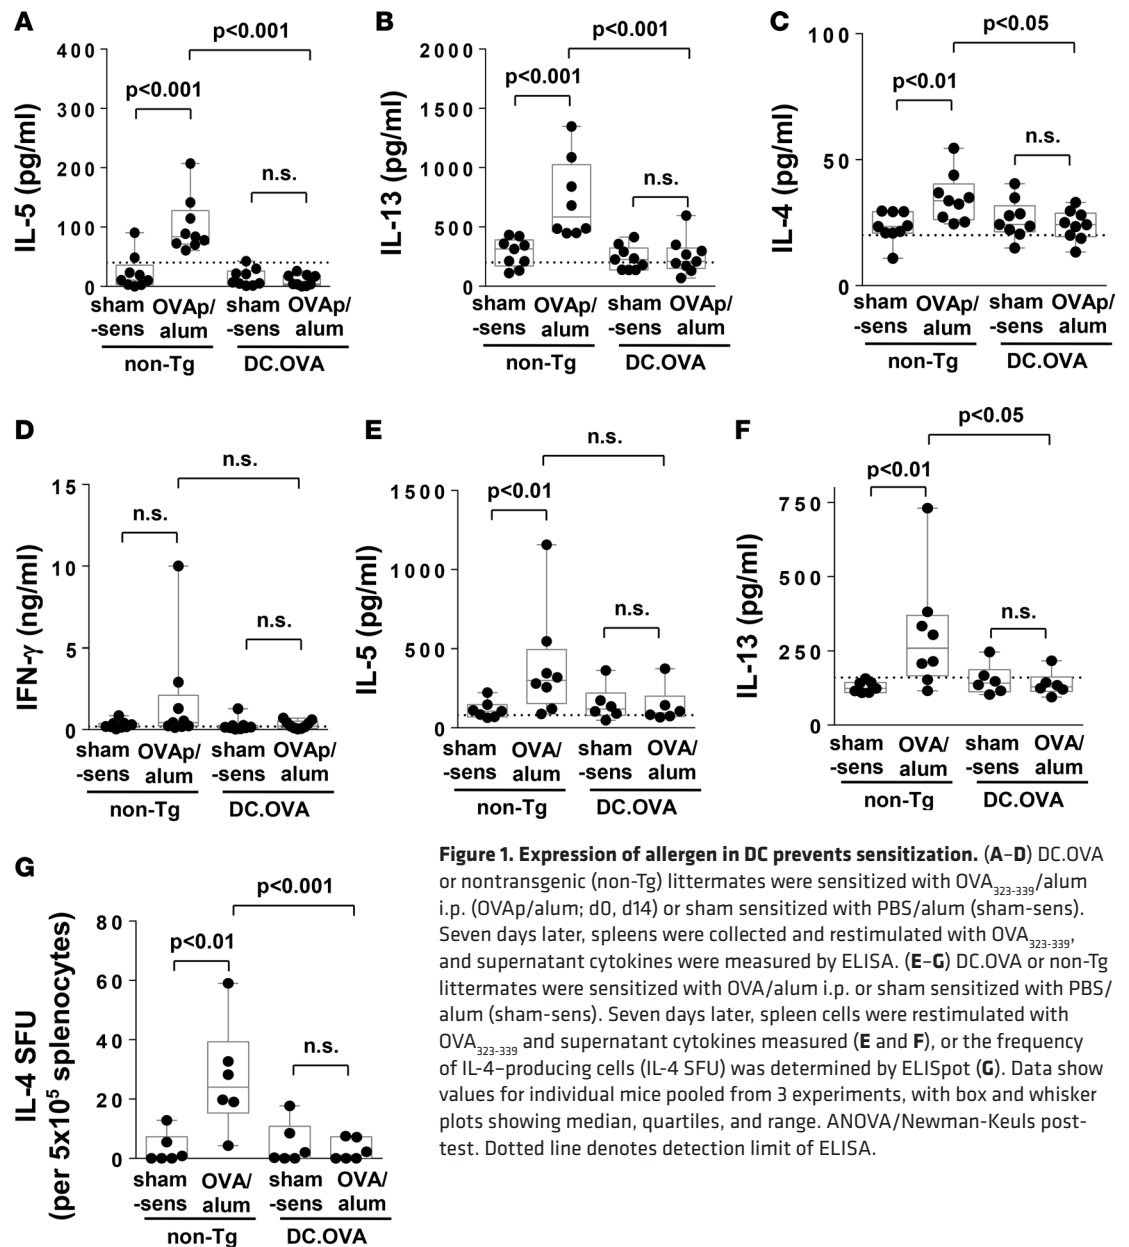 A
p<0.001
400
300
200
100
0
IL-5 (pg/ml)
p<0.001
n.s.
sham OVAp/
-sens alum
sham OVAp/
-sens alum
non-Tg DC.OVA
B
p<0.001
2000
1500
1000
500
0
IL-13 (pg/ml)
p<0.001
n.s.
sham OVAp/
-sens alum
sham OVAp/
-sens alum
non-Tg DC.OVA
C
p<0.05
100
50
0
IL-4 (pg/ml)
p<0.01
n.s.
sham OVAp/
-sens alum
sham OVAp/
-sens alum
non-Tg DC.OVA
D
n.s.
15
10
5
0
IFN-γ (ng/ml)
n.s.
n.s.
sham OVAp/
-sens alum
sham OVAp/
-sens alum
non-Tg DC.OVA
E
n.s.
1500
1000
500
0
IL-5 (pg/ml)
p<0.01
n.s.
sham OVA/
-sens alum
sham OVA/
-sens alum
non-Tg DC.OVA
F
p<0.05
750
500
250
0
IL-13 (pg/ml)
p<0.01
n.s.
sham OVA/
-sens alum
sham OVA/
-sens alum
non-Tg DC.OVA
G
p<0.001
80
60
40
20
0
IL-4 SFU
(per 5x10⁵ splenocytes)
p<0.01
n.s.
sham OVA/
-sens alum
sham OVA/
-sens alum
non-Tg DC.OVA
Figure 1. Expression of allergen in DC prevents sensitization. (A–D) DC.OVA
or nontransgenic (non-Tg) littermates were sensitized with OVA₃₂₃₋₃₃₉/alum
i.p. (OVAp/alum; d0, d14) or sham sensitized with PBS/alum (sham-sens).
Seven days later, spleens were collected and restimulated with OVA₃₂₃₋₃₃₉,
and supernatant cytokines were measured by ELISA. (E–G) DC.OVA or non-Tg
littermates were sensitized with OVA/alum i.p. or sham sensitized with PBS/
alum (sham-sens). Seven days later, spleen cells were restimulated with
OVA₃₂₃₋₃₃₉ and supernatant cytokines measured (E and F), or the frequency
of IL-4–producing cells (IL-4 SFU) was determined by ELISpot (G). Data show
values for individual mice pooled from 3 experiments, with box and whisker
plots showing median, quartiles, and range. ANOVA/Newman-Keuls post-
test. Dotted line denotes detection limit of ELISA.